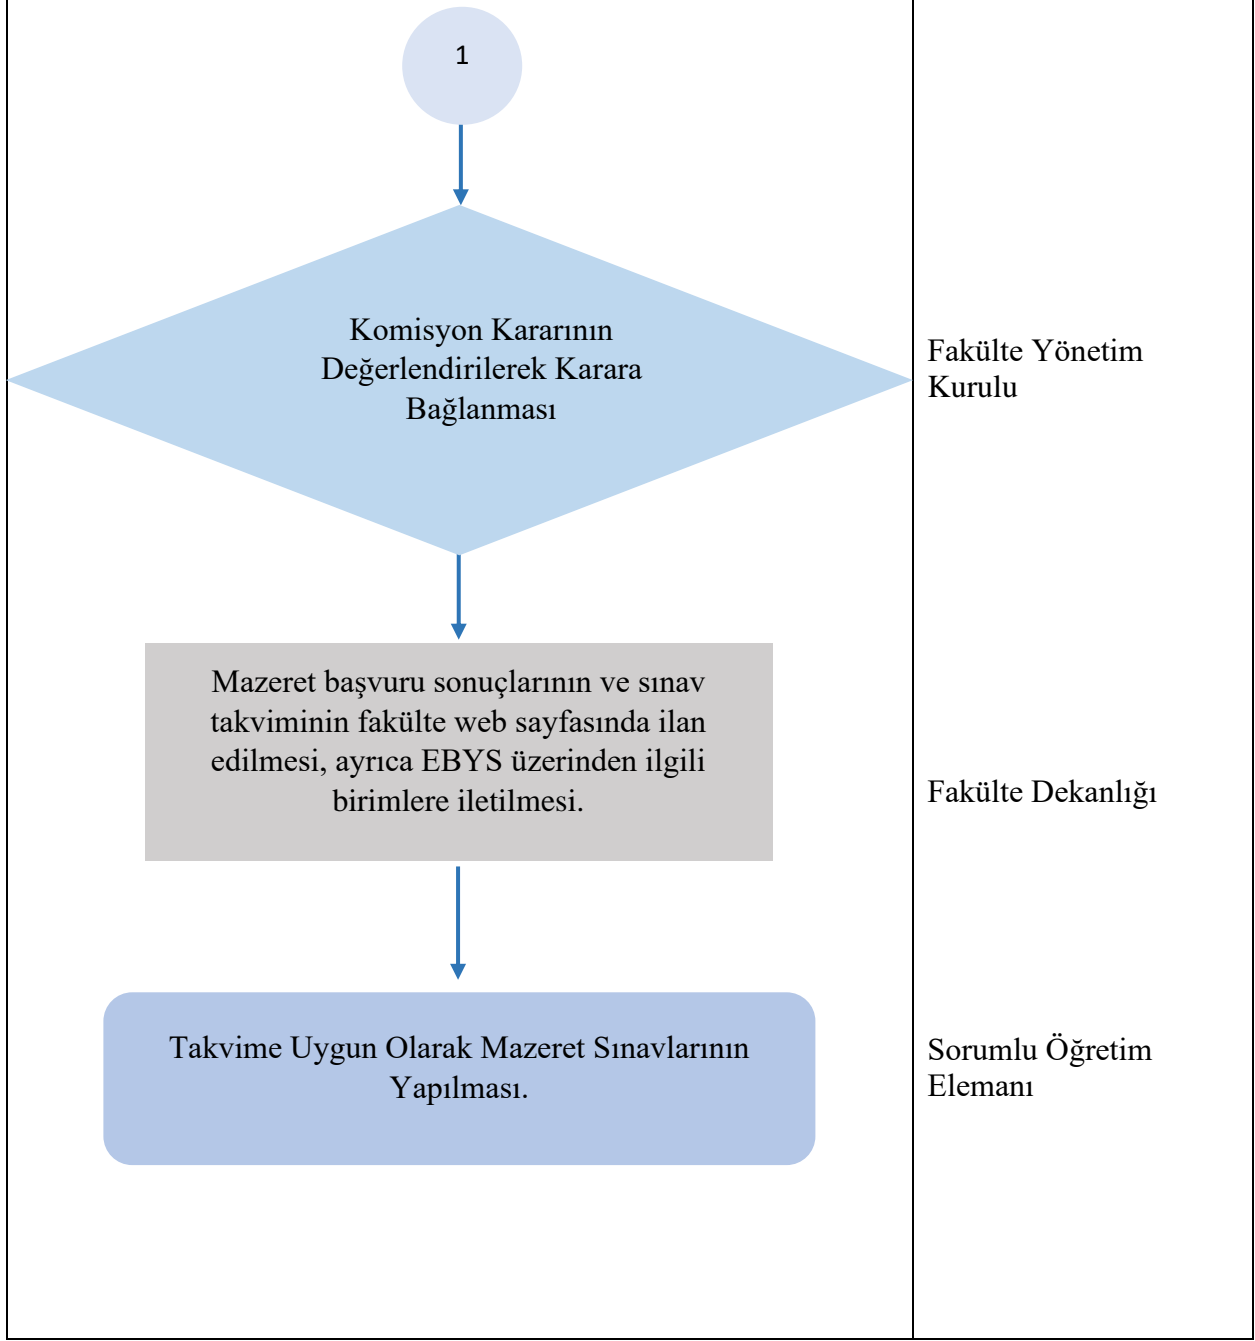 1
Komisyon Kararının
Değerlendirilerek Karara
Bağlanması
Fakülte Yönetim
Kurulu
Mazeret başvuru sonuçlarının ve sınav
takviminin fakülte web sayfasında ilan
edilmesi, ayrıca EBYS üzerinden ilgili
birimlere iletilmesi.
Fakülte Dekanlığı
Takvime Uygun Olarak Mazeret Sınavlarının
Yapılması.
Sorumlu Öğretim
Elemanı